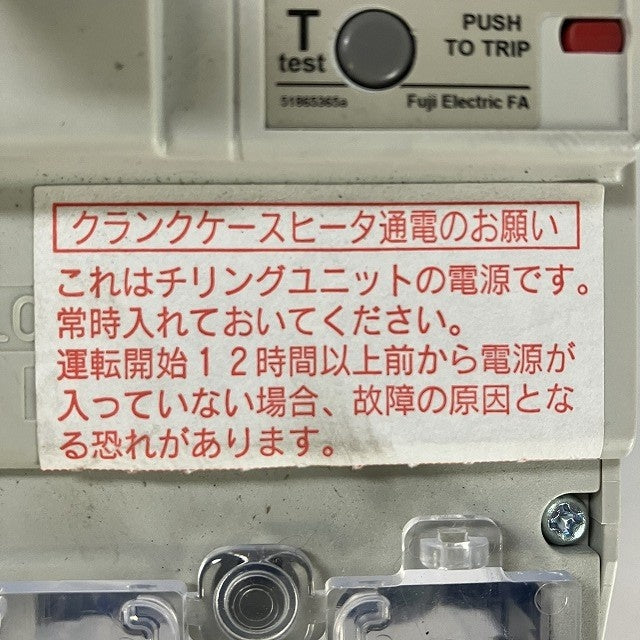 T
test
PUSH
TO TRIP
51865365a
Fuji Electric FA
クランクケースヒータ通電のお願い
これはチリングユニットの電源です。
常時入れておいてください。
運転開始12時間以上前から電源が
入っていない場合、故障の原因とな
る恐れがあります。